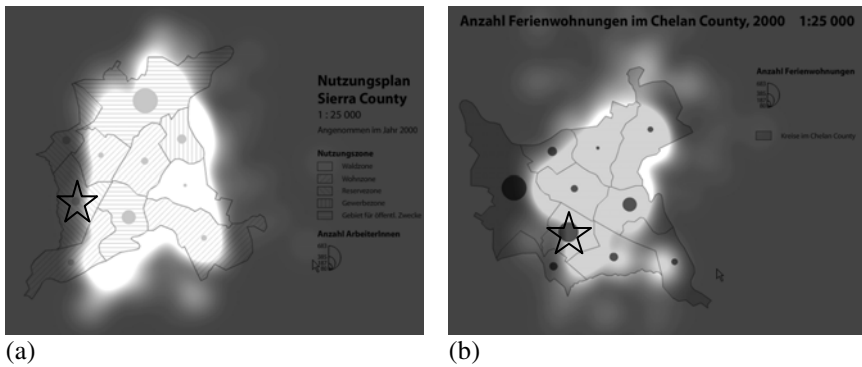 Nutzungsplan
Sierra County
1 : 25 000
Angenommen im Jahr 2000
Nutzungszone
Waldzone
Wohnzone
Reservezone
Gewerbezone
Gebiet für öffentl. Zwecke
Anzahl ArbeiterInnen
(a)
Anzahl Ferienwohnungen im Chelan County, 2000 1:25 000
Anzahl Ferienwohnungen
Kreise im Chelan County
(b)